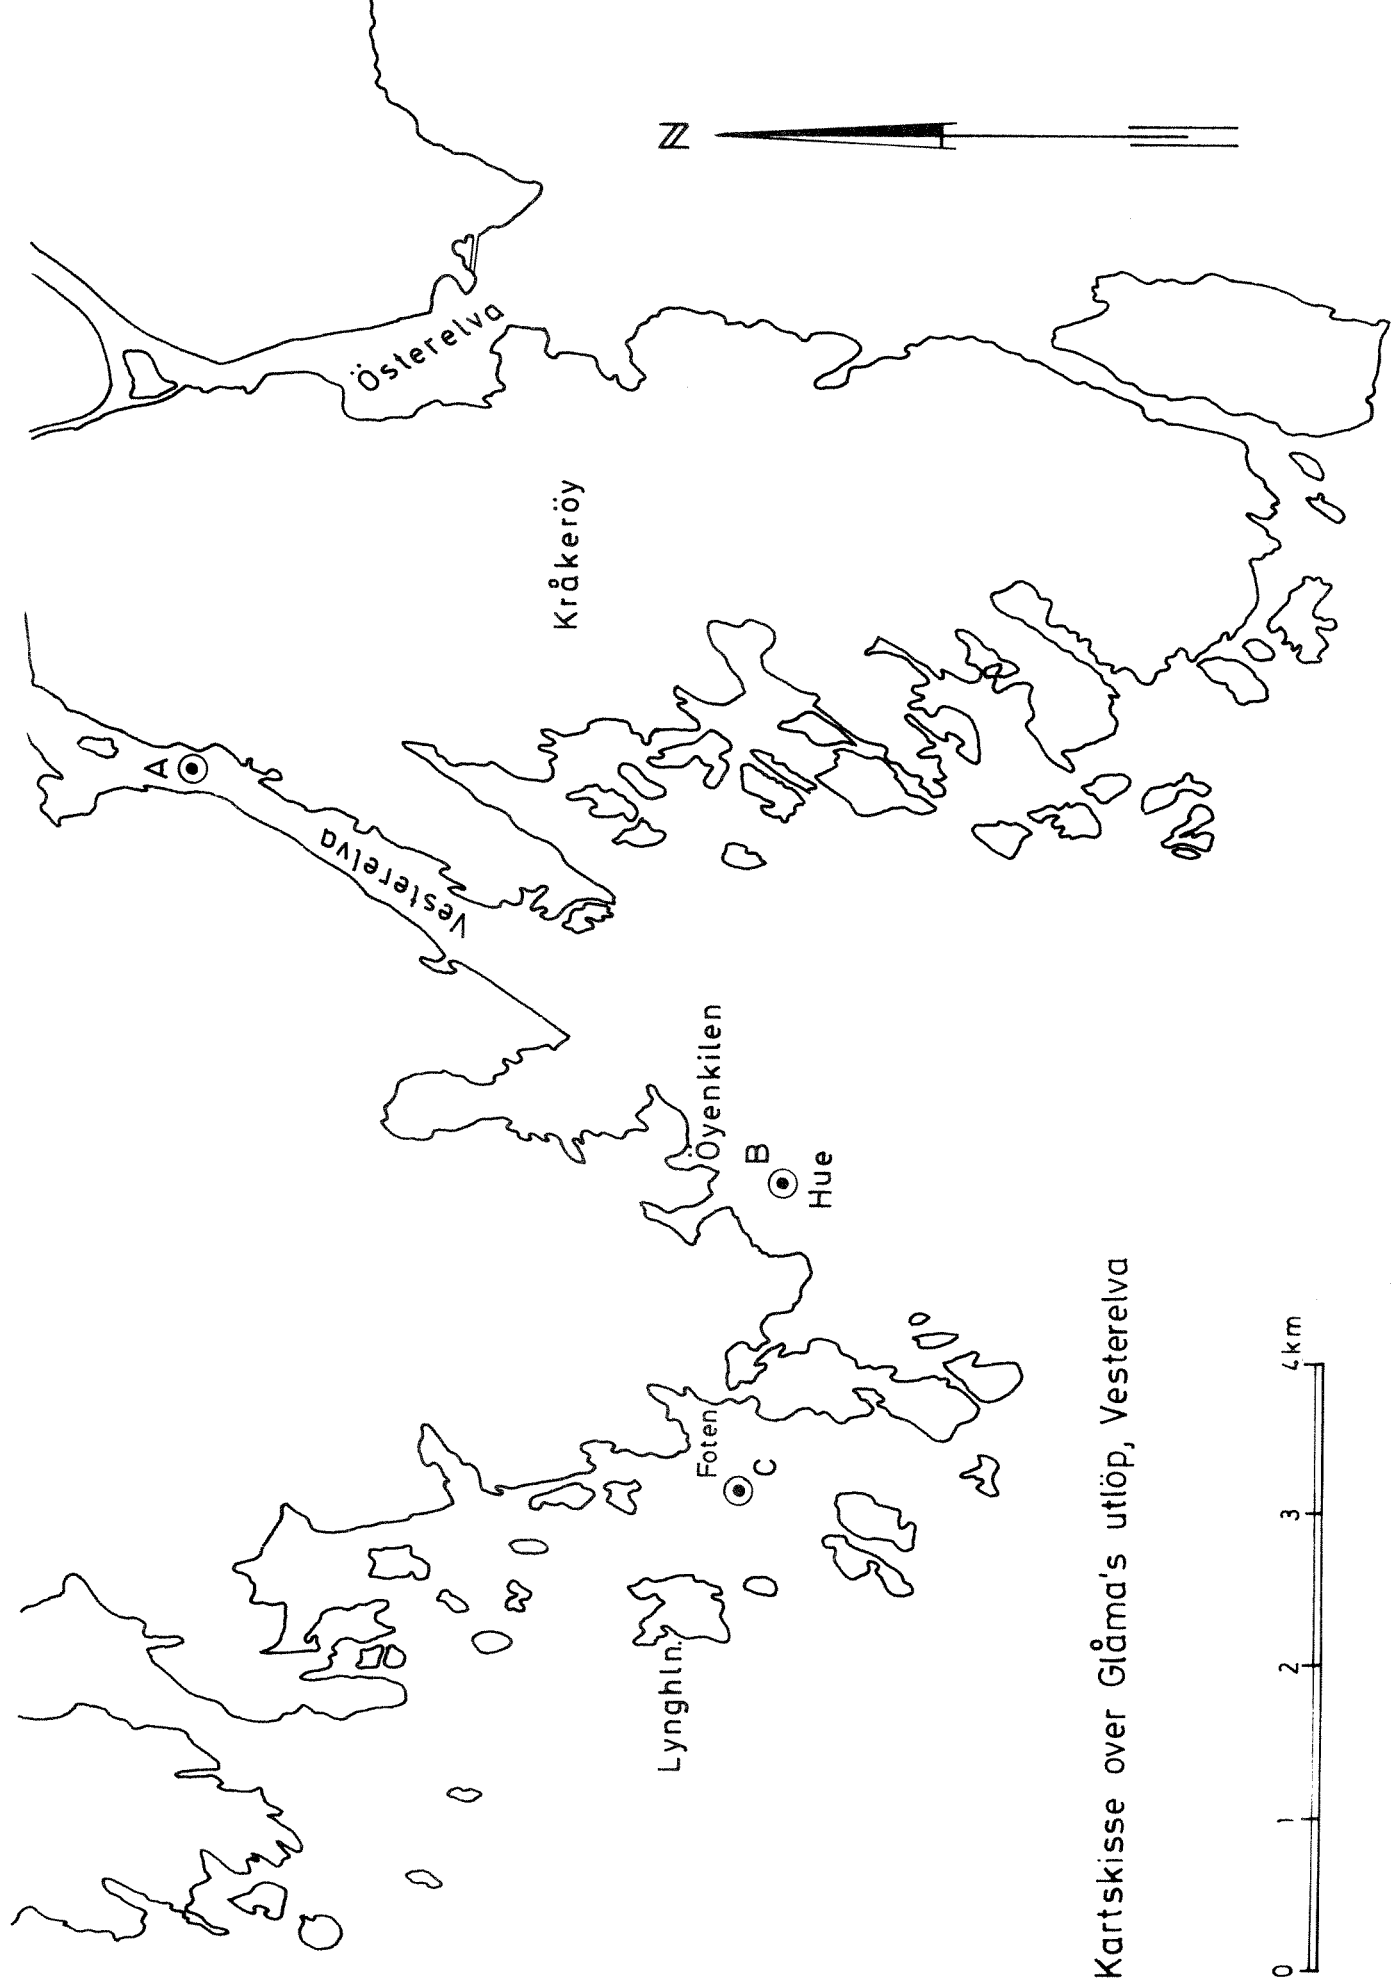 N
Österelva
Kråkeröy
A
Vesterelva
Öyenkilen
B
Hue
Foten
C
Lynghln.
Kartskisse over Glåma's utlöp, Vesterelva
0 1 2 3 4km